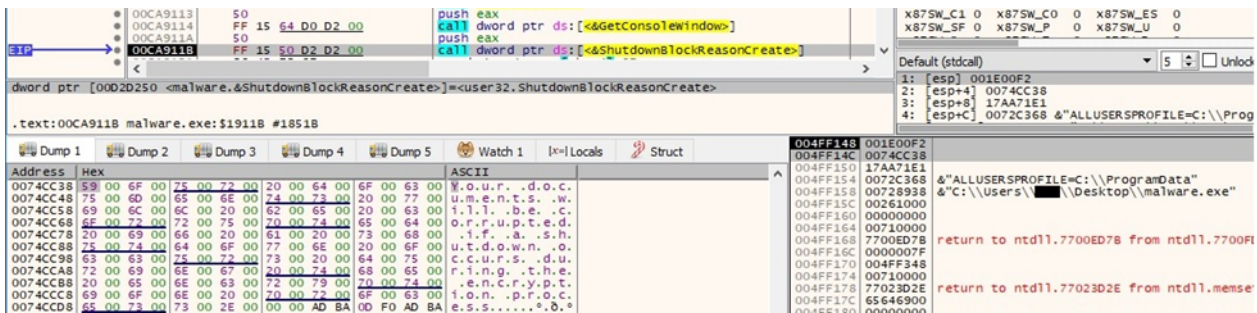 00CA9113 50 push eax
00CA9114 FF 15 64 D0 D2 00 call dword ptr ds:[<&GetConsoleWindow>]
00CA911A 50 push eax
EIP 00CA911B FF 15 50 D2 D2 00 call dword ptr ds:[<&ShutdownBlockReasonCreate>]
x87SW_C1 0 x87SW_C0 0 x87SW_ES 0
x87SW_SF 0 x87SW_P 0 x87SW_U 0
Default (stdcall) 5 Unlock
1: [esp] 001E00F2
2: [esp+4] 0074CC38
3: [esp+8] 17AA71E1
4: [esp+C] 0072C368 &"ALLUSERSPROFILE=C:\\Prog
dword ptr [00D2D250 <malware.&ShutdownBlockReasonCreate>]=<user32.ShutdownBlockReasonCreate>
.text:00CA911B malware.exe:$1911B #1851B
Dump 1 Dump 2 Dump 3 Dump 4 Dump 5 Watch 1 [x=] Locals Struct
Address Hex ASCII
0074CC38 59 00 6F 00 75 00 72 00 20 00 64 00 6F 00 63 00 Y.o.u.r. .d.o.c.
0074CC48 75 00 6D 00 65 00 6E 00 74 00 73 00 20 00 77 00 u.m.e.n.t.s. .w.
0074CC58 69 00 6C 00 6C 00 20 00 62 00 65 00 20 00 63 00 i.l.l. .b.e. .c.
0074CC68 6F 00 72 00 72 00 75 00 70 00 74 00 65 00 64 00 o.r.r.u.p.t.e.d.
0074CC78 20 00 69 00 66 00 20 00 61 00 20 00 73 00 68 00 .i.f. .a. .s.h.
0074CC88 75 00 74 00 64 00 6F 00 77 00 6E 00 20 00 6F 00 u.t.d.o.w.n. .o.
0074CC98 63 00 63 00 75 00 72 00 73 00 20 00 64 00 75 00 c.c.u.r.s. .d.u.
0074CCA8 72 00 69 00 6E 00 67 00 20 00 74 00 68 00 65 00 r.i.n.g. .t.h.e.
0074CCB8 20 00 65 00 6E 00 63 00 72 00 79 00 70 00 74 00 .e.n.c.r.y.p.t.
0074CCC8 69 00 6F 00 6E 00 20 00 70 00 72 00 6F 00 63 00 i.o.n. .p.r.o.c.
0074CCD8 65 00 73 00 73 00 2E 00 00 00 AD BA 0D F0 AD BA e.s.s......º.ð.º
004FF148 001E00F2
004FF14C 0074CC38
004FF150 17AA71E1
004FF154 0072C368 &"ALLUSERSPROFILE=C:\\ProgramData"
004FF158 00728938 &"C:\\Users\\ \\Desktop\\malware.exe"
004FF15C 00261000
004FF160 00000000
004FF164 00710000
004FF168 7700ED7B return to ntdll.7700ED7B from ntdll.7700F
004FF16C 0000007F
004FF170 004FF348
004FF174 00710000
004FF178 77023D2E return to ntdll.77023D2E from ntdll.memse
004FF17C 65646900
004FF180 00000000